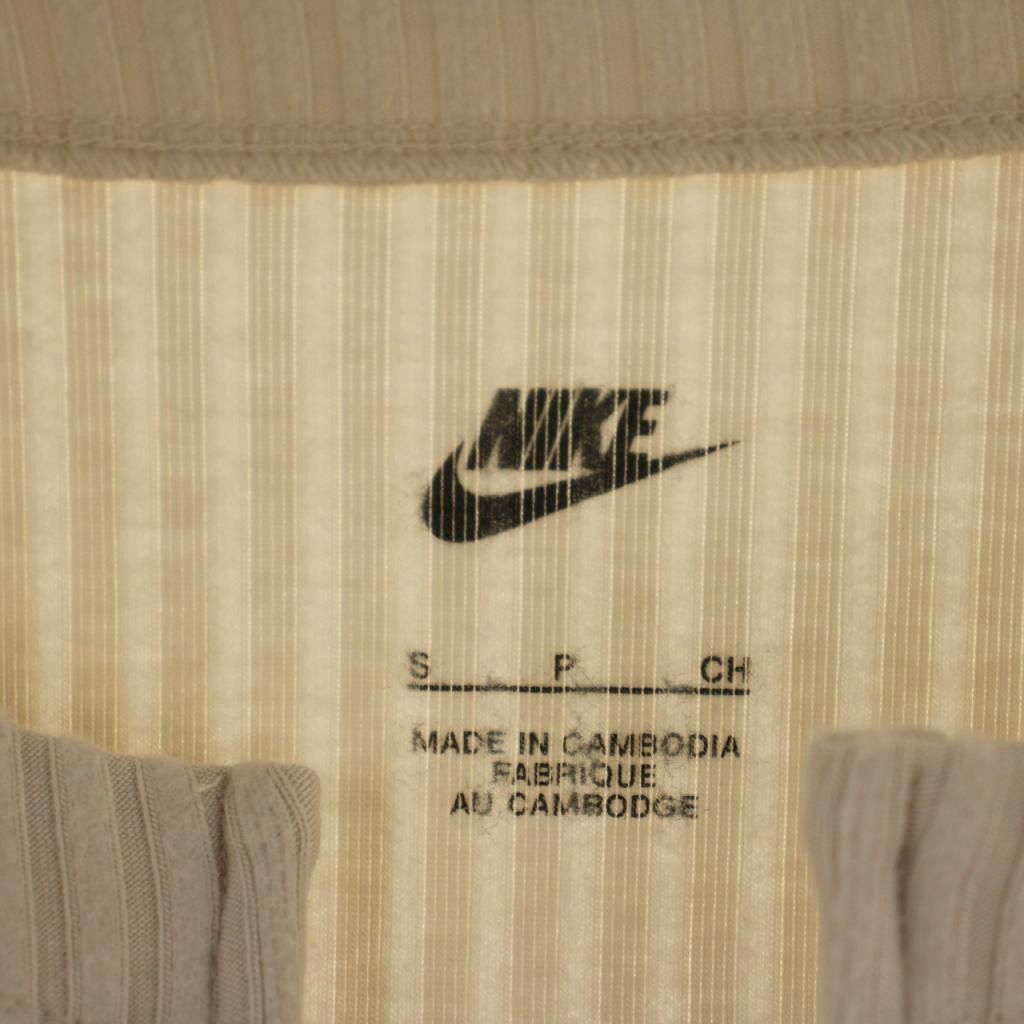 NIKE
S P CH
MADE IN CAMBODIA
FABRIQUE
AU CAMBODGE